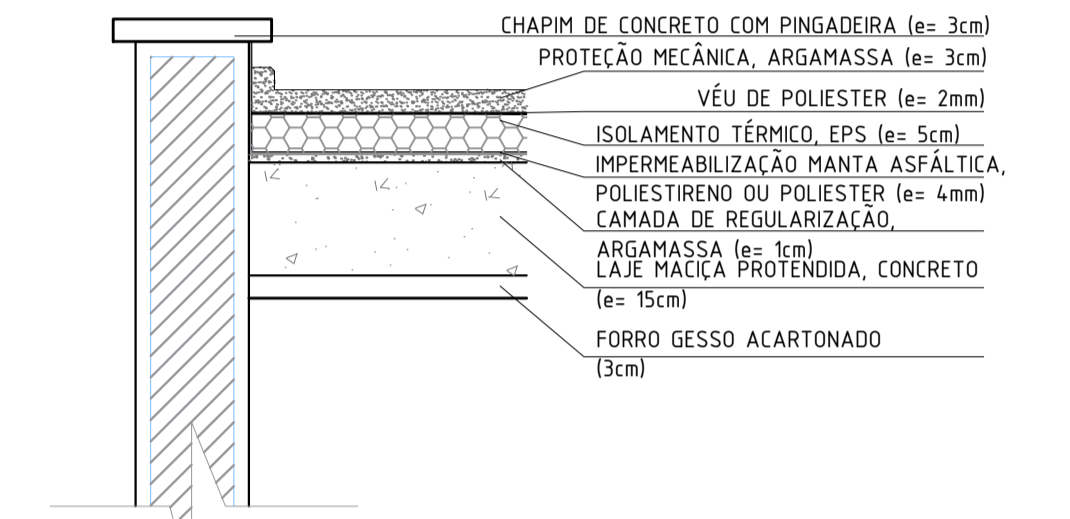 CHAPIM DE CONCRETO COM PINGADEIRA (e= 3cm)
PROTEÇÃO MECÂNICA, ARGAMASSA (e= 3cm)
VÉU DE POLIESTER (e= 2mm)
ISOLAMENTO TÉRMICO, EPS (e= 5cm)
IMPERMEABILIZAÇÃO MANTA ASFÁLTICA,
POLIESTIRENO OU POLIESTER (e= 4mm)
CAMADA DE REGULARIZAÇÃO,
ARGAMASSA (e= 1cm)
LAJE MACIÇA PROTENDIDA, CONCRETO
(e= 15cm)
FORRO GESSO ACARTONADO
(3cm)